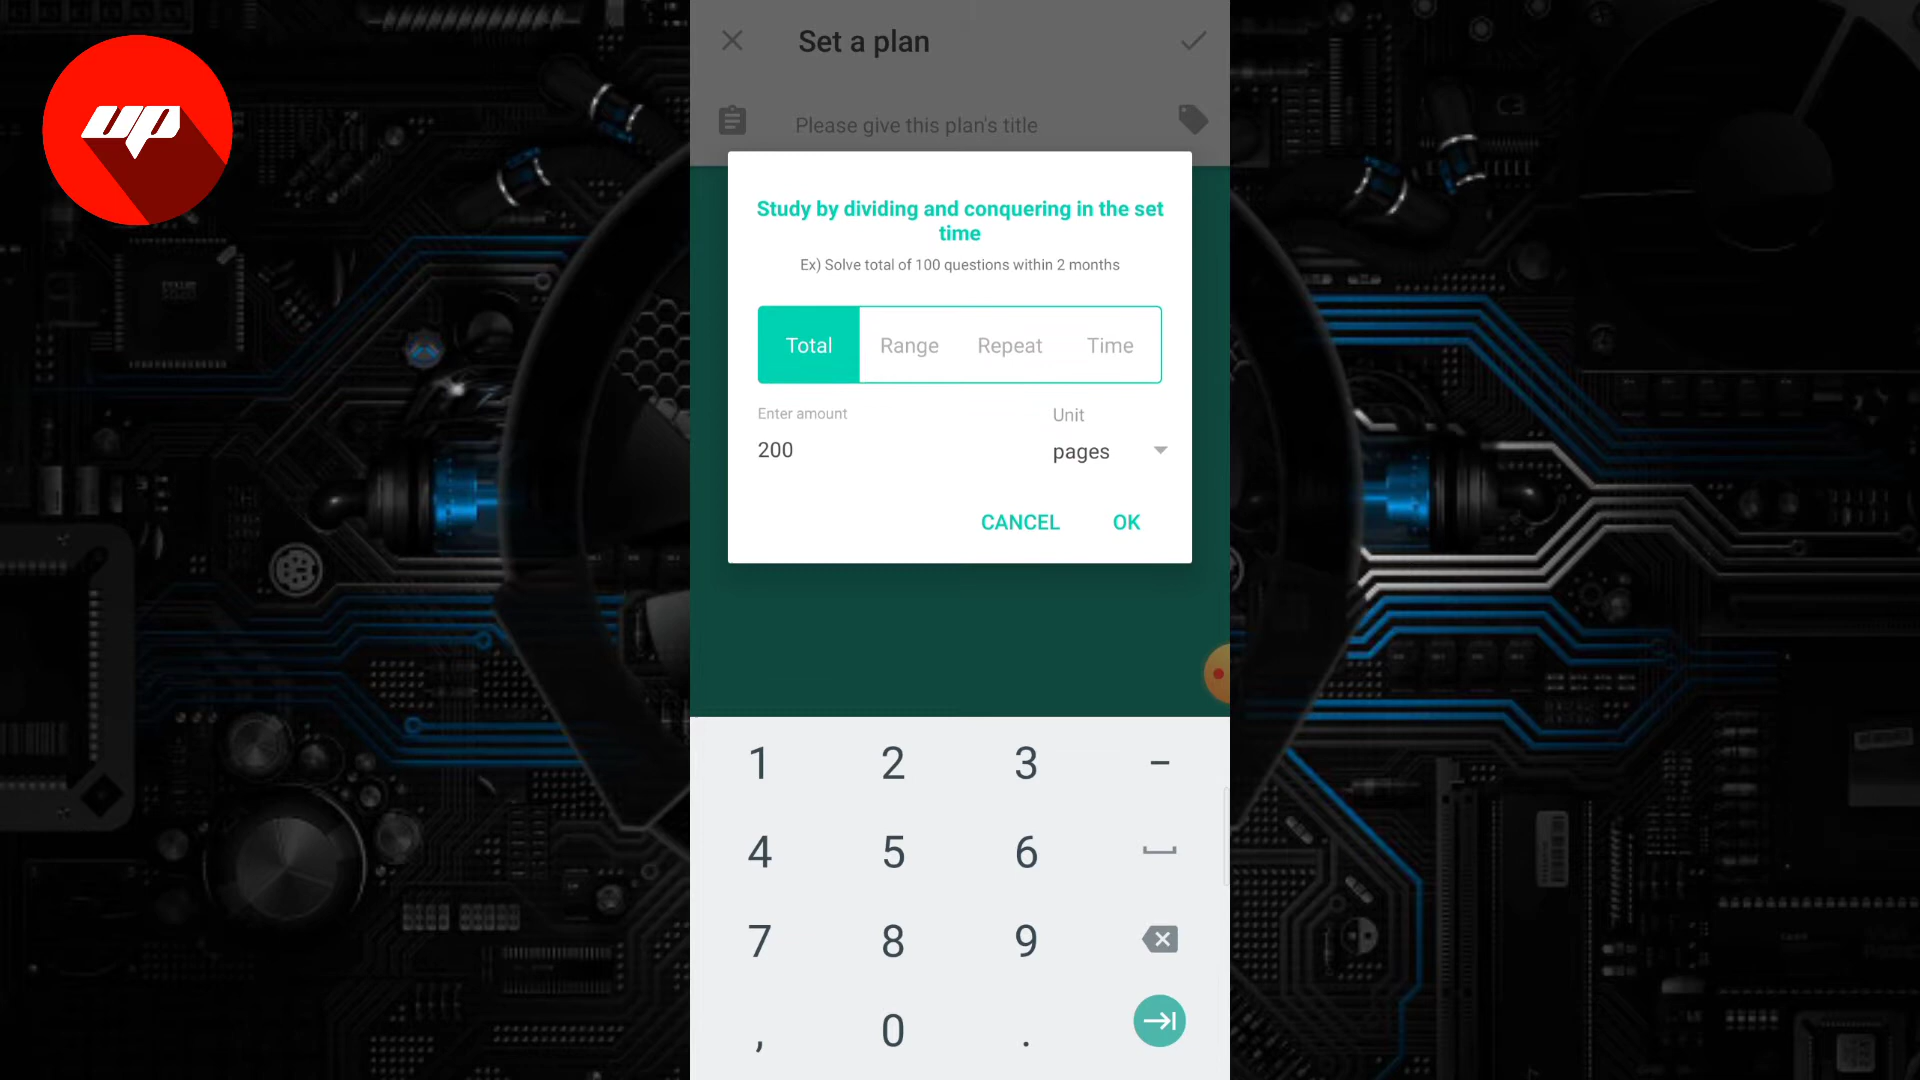 up
Set a plan
Please give this plan's title
Study by dividing and conquering in the set
time
Ex) Solve total of 100 questions within 2 months
Total Range Repeat Time
Enter amount Unit
200 pages
CANCEL OK
1 2 3 -
4 5 6
7 8 9
, 0 .